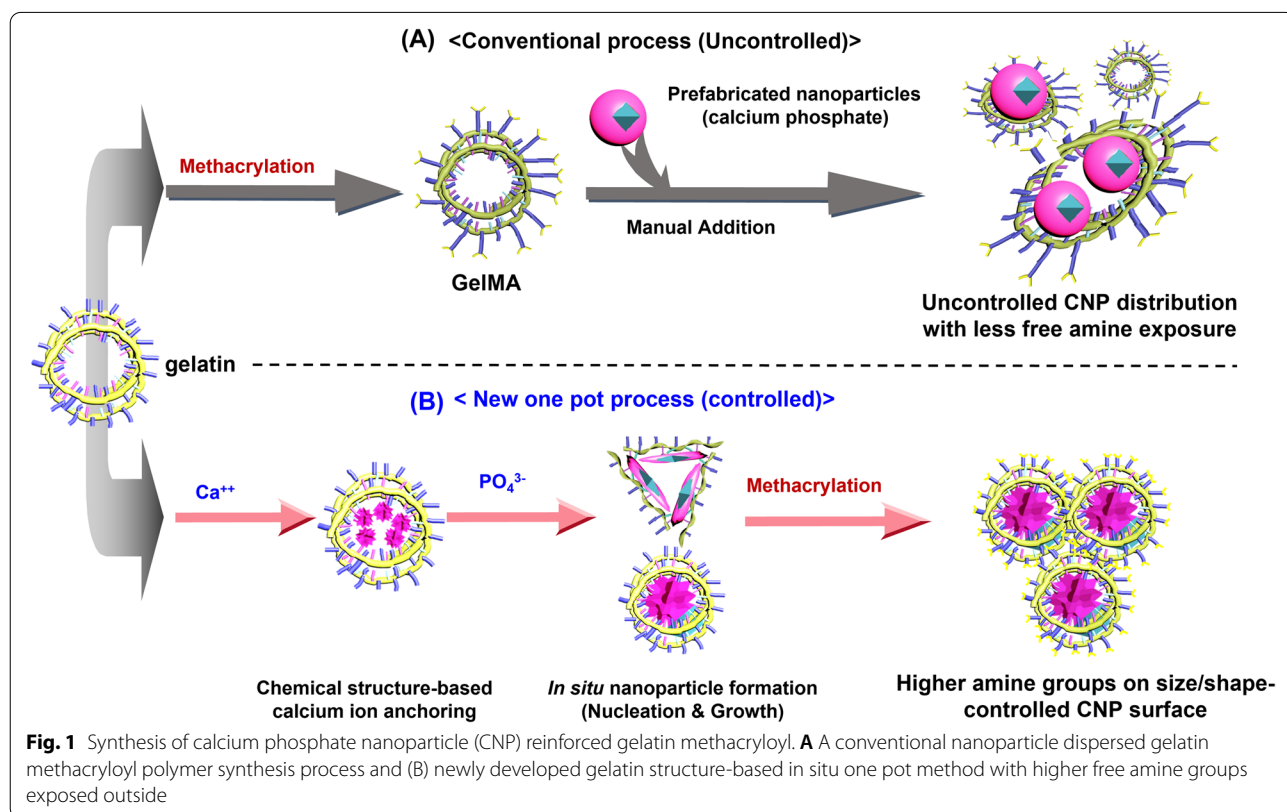 (A) <Conventional process (Uncontrolled)>
Prefabricated nanoparticles
(calcium phosphate)
Methacrylation
Manual Addition
GelMA
Uncontrolled CNP distribution
with less free amine exposure
gelatin
(B) < New one pot process (controlled)>
Ca++
PO43-
Methacrylation
Chemical structure-based
calcium ion anchoring
In situ nanoparticle formation
(Nucleation & Growth)
Higher amine groups on size/shape-
controlled CNP surface
Fig. 1 Synthesis of calcium phosphate nanoparticle (CNP) reinforced gelatin methacryloyl. A A conventional nanoparticle dispersed gelatin
methacryloyl polymer synthesis process and (B) newly developed gelatin structure-based in situ one pot method with higher free amine groups
exposed outside